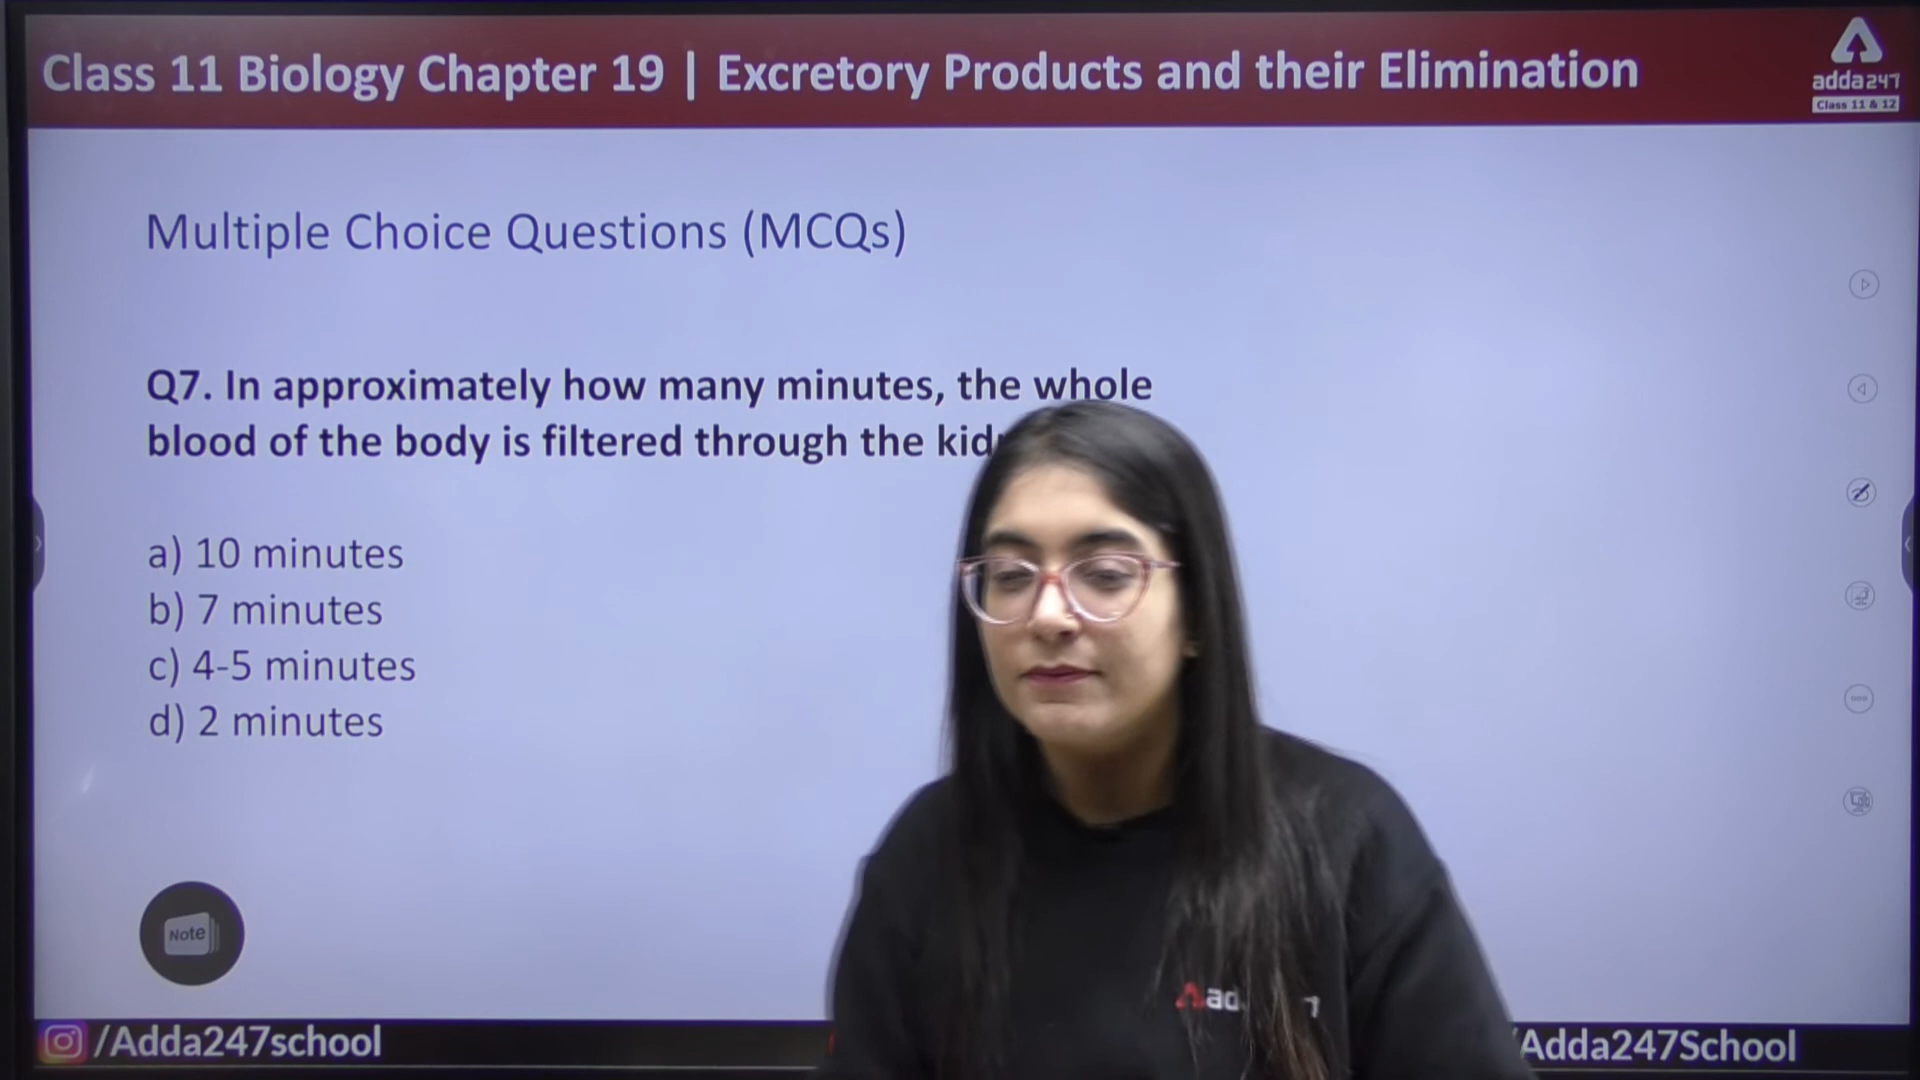 Class 11 Biology Chapter 19 | Excretory Products and their Elimination
adda247
Class 11 & 12
Multiple Choice Questions (MCQs)
Q7. In approximately how many minutes, the whole
blood of the body is filtered through the
a) 10 minutes
b) 7 minutes
c) 4-5 minutes
d) 2 minutes
Note
/Adda247school
/Adda247School